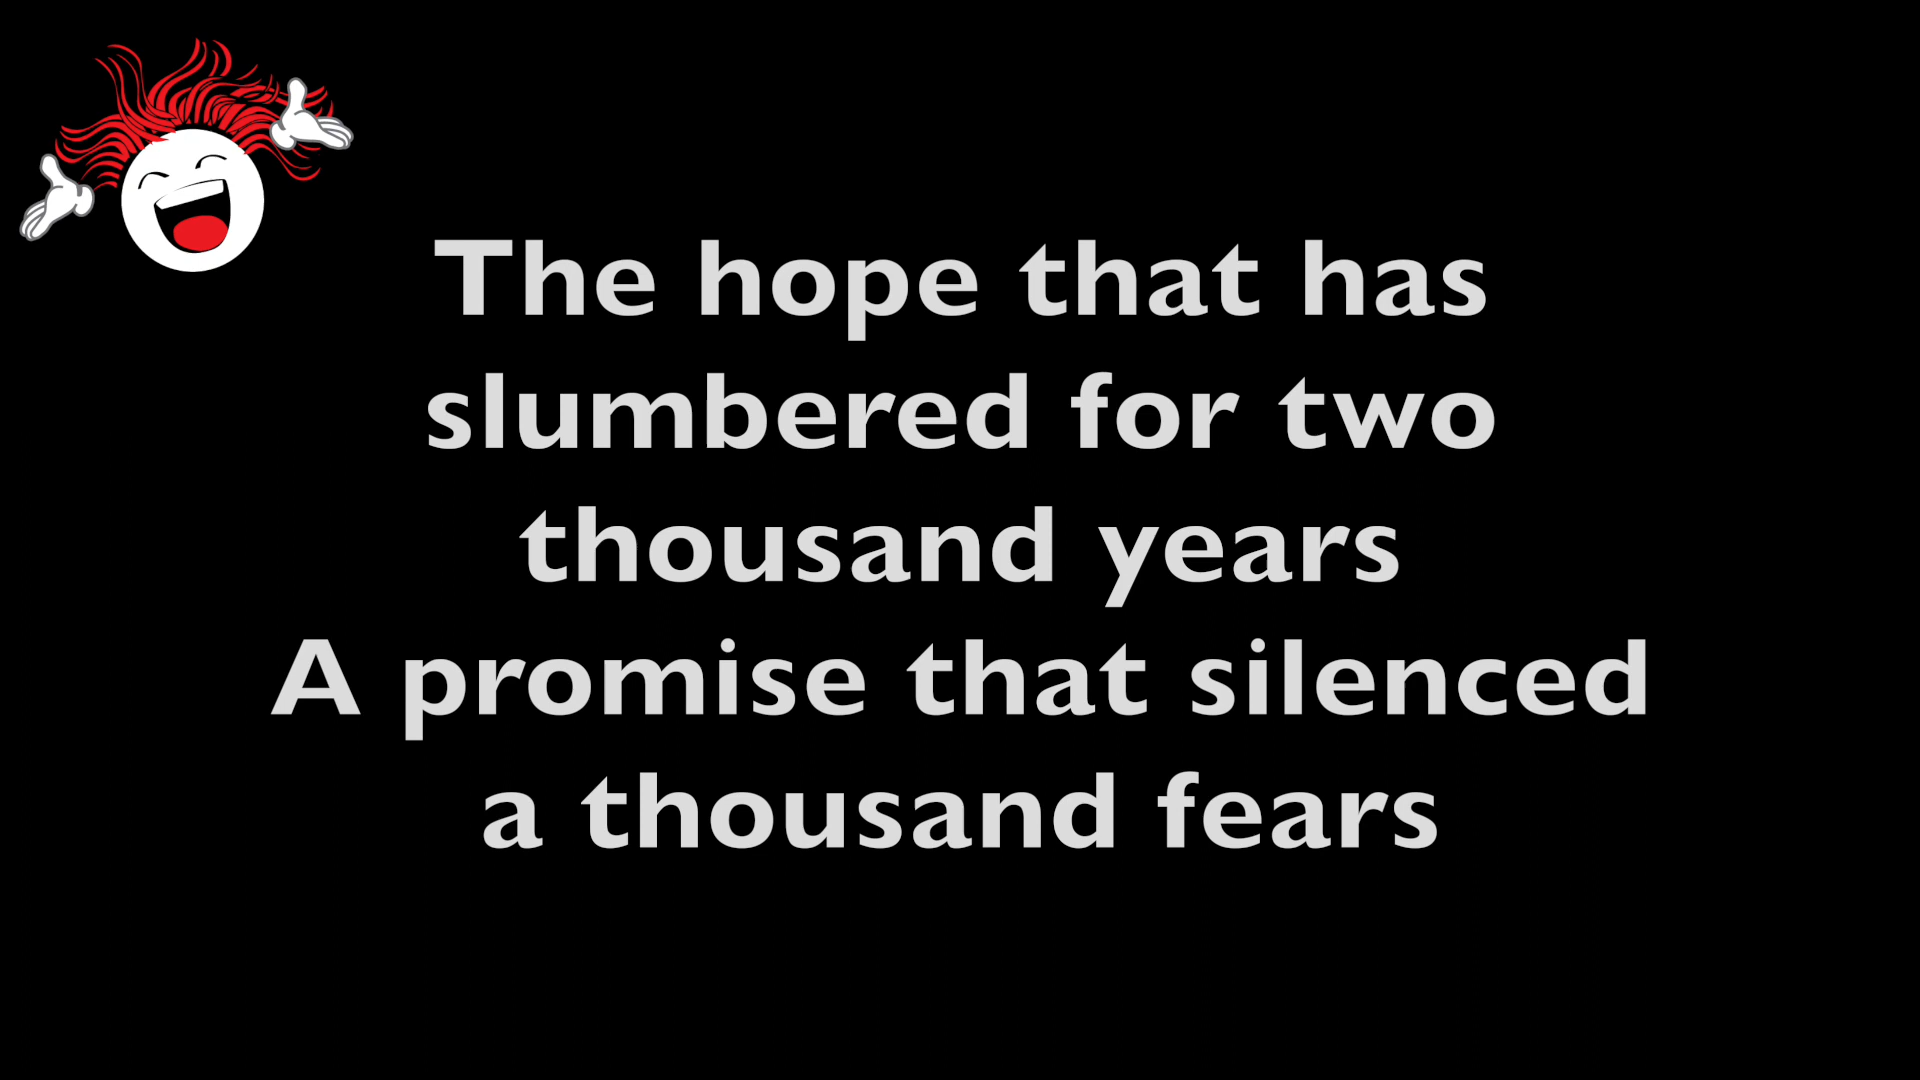 The hope that has
slumbered for two
thousand years
A promise that silenced
a thousand fears